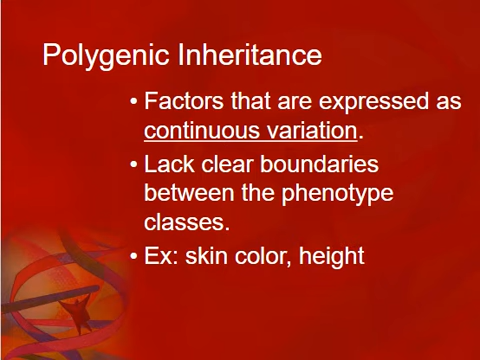 Polygenic Inheritance
• Factors that are expressed as
continuous variation.
• Lack clear boundaries
between the phenotype
classes.
• Ex: skin color, height